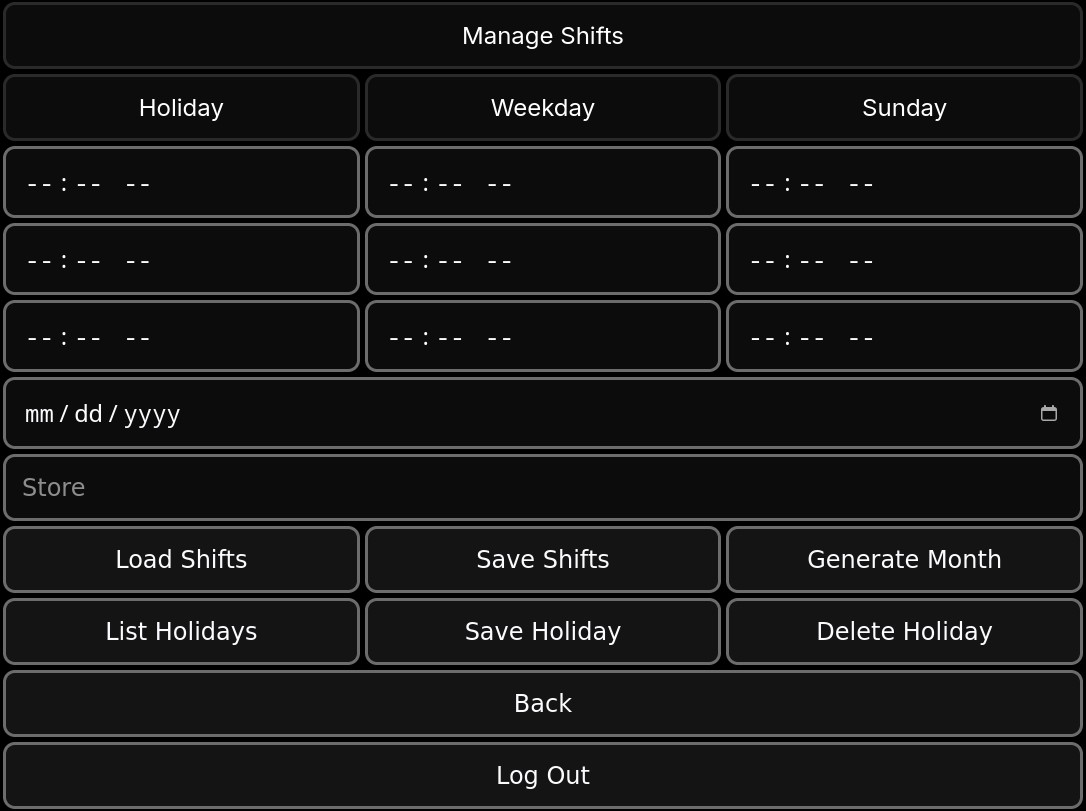 Manage Shifts
Holiday Weekday Sunday
--:-- -- --:-- -- --:-- --
--:-- -- --:-- -- --:-- --
--:-- -- --:-- -- --:-- --
mm/dd/yyyy
Store
Load Shifts Save Shifts Generate Month
List Holidays Save Holiday Delete Holiday
Back
Log Out